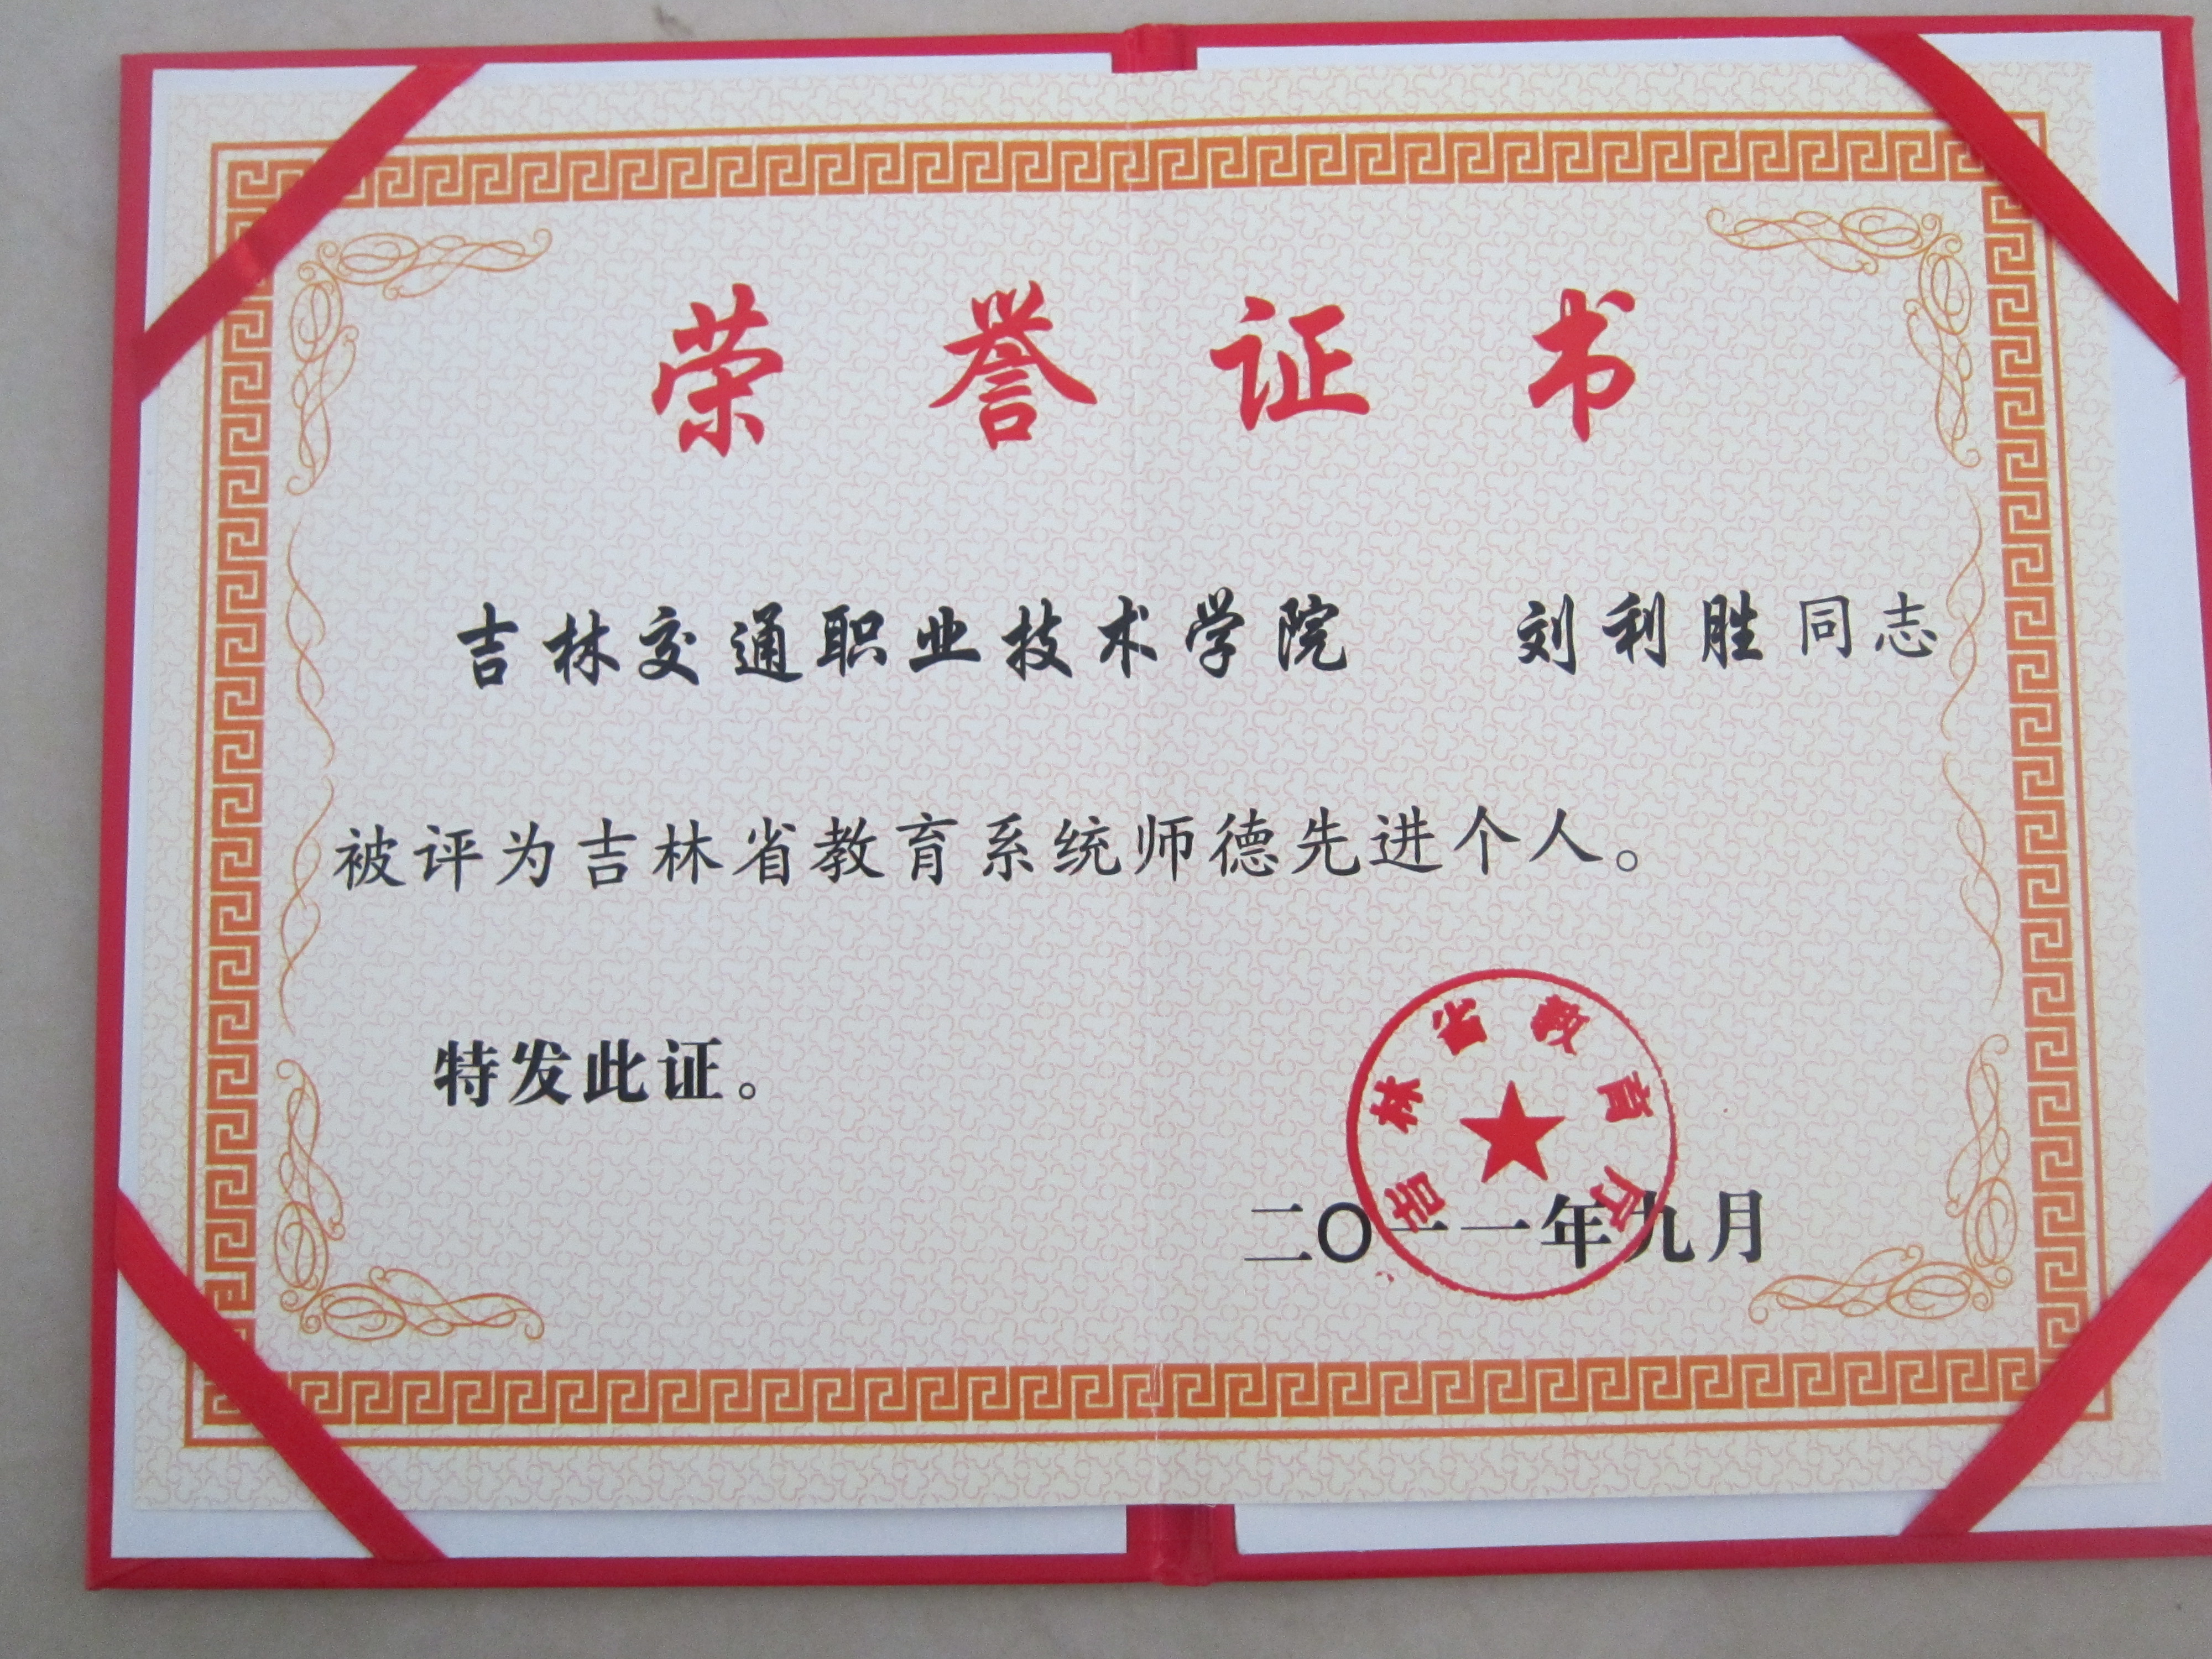 荣誉证书
吉林交通职业技术学院 刘利胜同志
被评为吉林省教育系统师德先进个人。
特发此证。
吉林省教育厅
二〇一一年九月